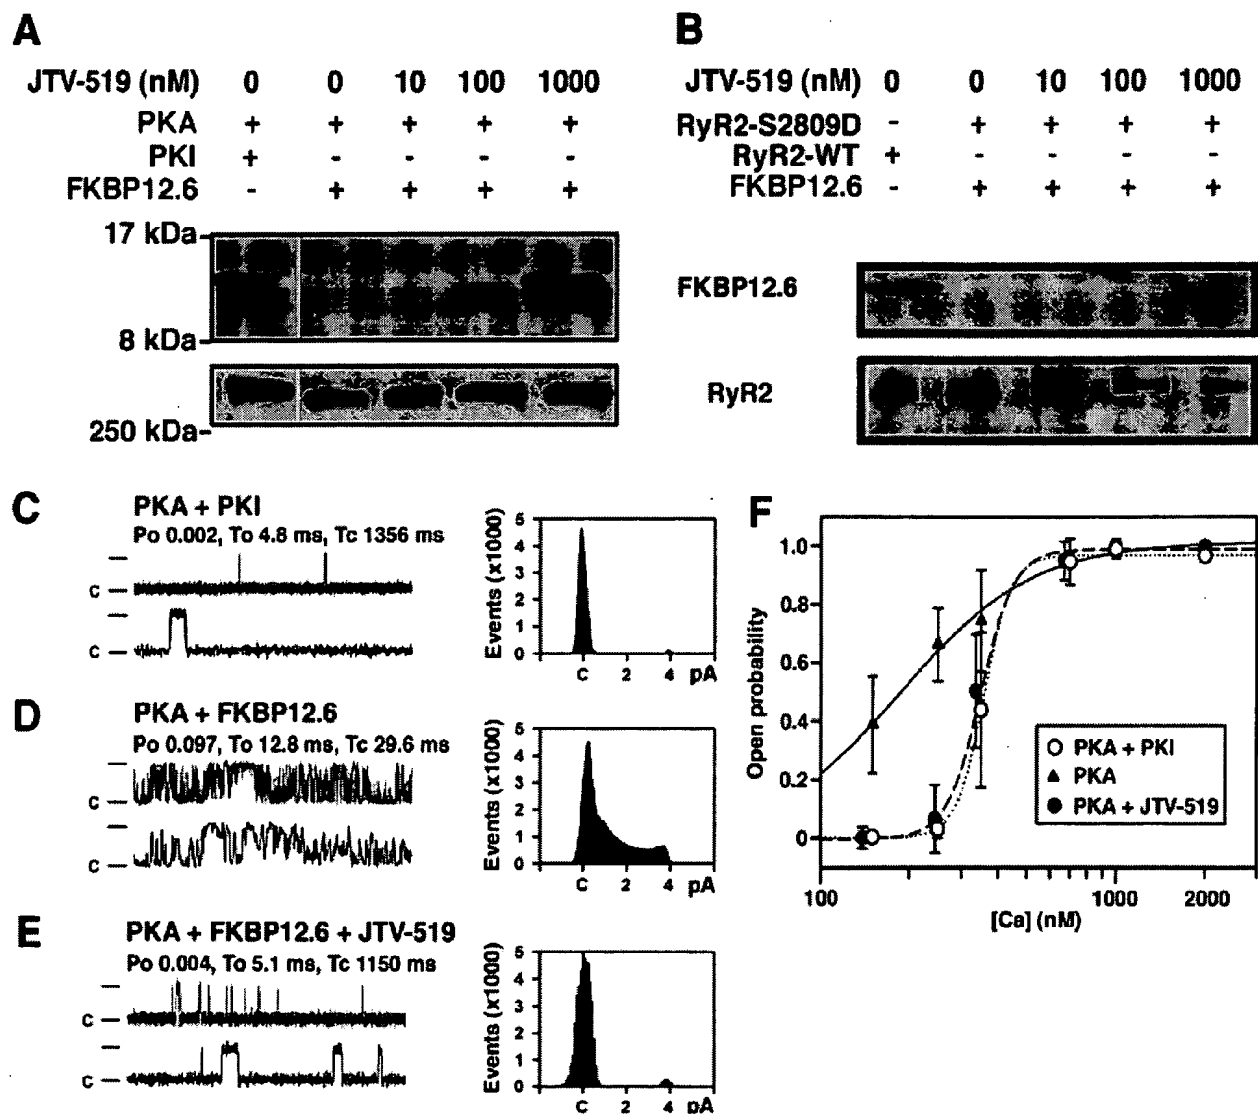 A
JTV-519 (nM) 0 0 10 100 1000
PKA + + + + +
PKI + - - - -
FKBP12.6 - + + + +
17 kDa-
8 kDa-
250 kDa-
B
JTV-519 (nM) 0 0 10 100 1000
RyR2-S2809D - + + + +
RyR2-WT + - - - -
FKBP12.6 - + + + +
FKBP12.6
RyR2
C
PKA + PKI
Po 0.002, To 4.8 ms, Tc 1356 ms
c
c
Events (x1000)
5
4
3
2
1
0
C 2 4 pA
D
PKA + FKBP12.6
Po 0.097, To 12.8 ms, Tc 29.6 ms
c
c
Events (x1000)
5
4
3
2
1
0
C 2 4 pA
E
PKA + FKBP12.6 + JTV-519
Po 0.004, To 5.1 ms, Tc 1150 ms
c
c
Events (x1000)
5
4
3
2
1
0
C 2 4 pA
F
Open probability
1.0
0.8
0.6
0.4
0.2
0
100 1000 2000
[Ca] (nM)
PKA + PKI
PKA
PKA + JTV-519